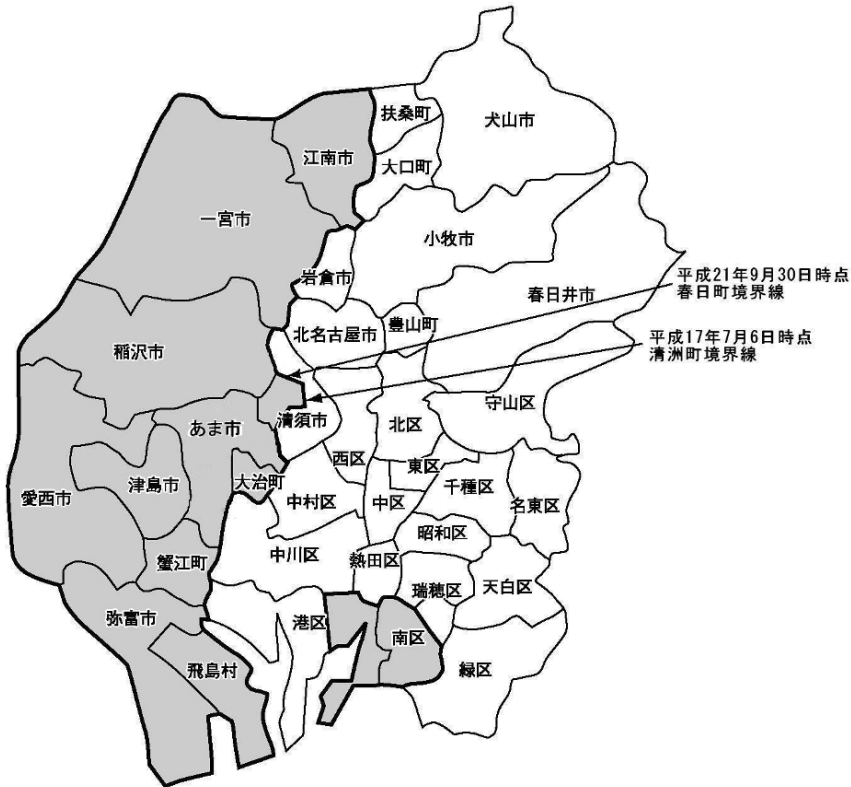 扶桑町
犬山市
江南市
大口町
一宮市
小牧市
岩倉市
平成21年9月30日時点
春日町境界線
春日井市
北名古屋市
豊山町
平成17年7月6日時点
清洲町境界線
稲沢市
守山区
清須市
北区
あま市
西区
東区
大治町
千種区
愛西市
津島市
中村区
中区
名東区
昭和区
中川区
熱田区
蟹江町
瑞穂区
天白区
弥富市
港区
南区
飛島村
緑区